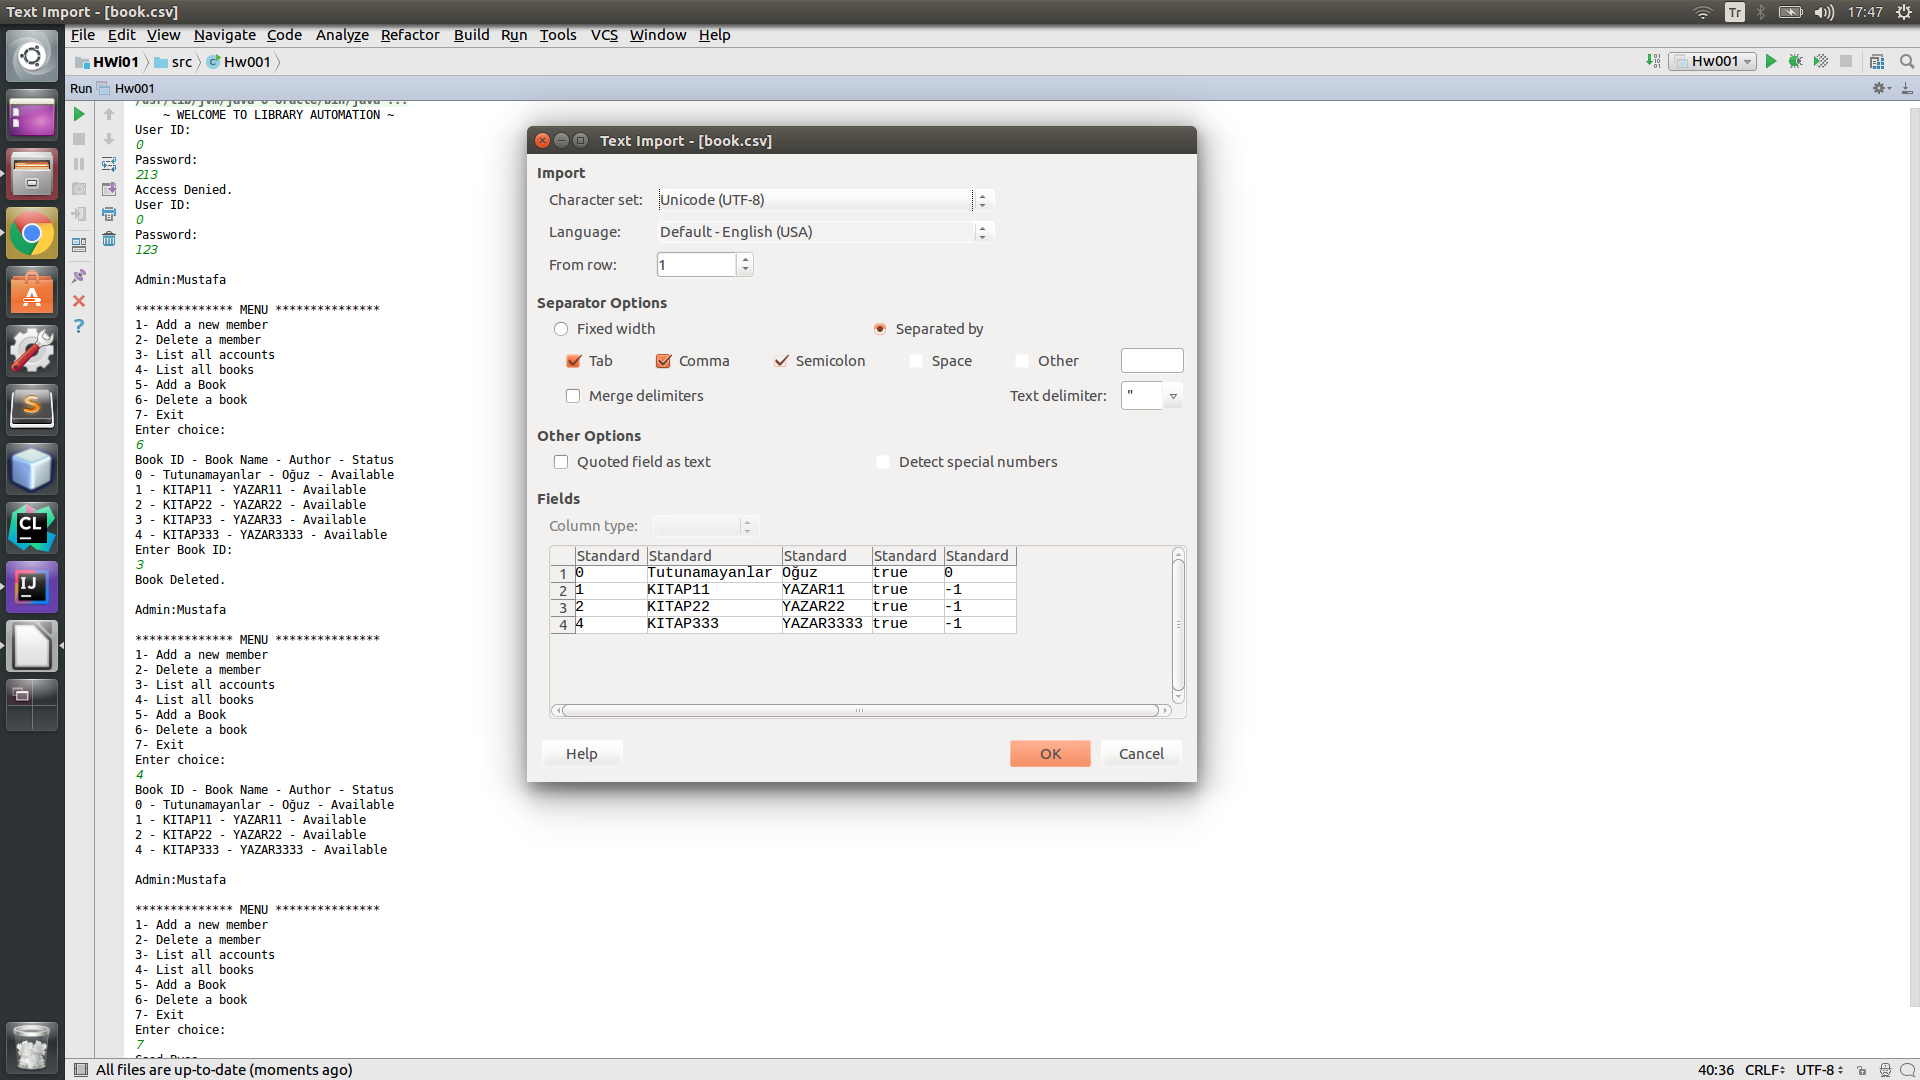 Text Import - [book.csv]
Tr
17:47
File Edit View Navigate Code Analyze Refactor Build Run Tools VCS Window Help
HWi01 src Hw001
Hw001
Run Hw001
/usr/lib/jvm/java-8-oracle/bin/java ...
~ WELCOME TO LIBRARY AUTOMATION ~
User ID:
0
Password:
213
Access Denied.
User ID:
0
Password:
123
Admin:Mustafa
************** MENU ***************
1- Add a new member
2- Delete a member
3- List all accounts
4- List all books
5- Add a Book
6- Delete a book
7- Exit
Enter choice:
6
Book ID - Book Name - Author - Status
0 - Tutunamayanlar - Oğuz - Available
1 - KITAP11 - YAZAR11 - Available
2 - KITAP22 - YAZAR22 - Available
3 - KITAP33 - YAZAR33 - Available
4 - KITAP333 - YAZAR3333 - Available
Enter Book ID:
3
Book Deleted.
Admin:Mustafa
************** MENU ***************
1- Add a new member
2- Delete a member
3- List all accounts
4- List all books
5- Add a Book
6- Delete a book
7- Exit
Enter choice:
4
Book ID - Book Name - Author - Status
0 - Tutunamayanlar - Oğuz - Available
1 - KITAP11 - YAZAR11 - Available
2 - KITAP22 - YAZAR22 - Available
4 - KITAP333 - YAZAR3333 - Available
Admin:Mustafa
************** MENU ***************
1- Add a new member
2- Delete a member
3- List all accounts
4- List all books
5- Add a Book
6- Delete a book
7- Exit
Enter choice:
7
Text Import - [book.csv]
Import
Character set: Unicode (UTF-8)
Language: Default - English (USA)
From row: 1
Separator Options
Fixed width Separated by
Tab Comma Semicolon Space Other
Merge delimiters Text delimiter: "
Other Options
Quoted field as text Detect special numbers
Fields
Column type:
Standard Standard Standard Standard Standard
1 0 Tutunamayanlar Oğuz true 0
2 1 KITAP11 YAZAR11 true -1
3 2 KITAP22 YAZAR22 true -1
4 4 KITAP333 YAZAR3333 true -1
Help OK Cancel
S
CL
IJ
All files are up-to-date (moments ago)
40:36 CRLF UTF-8